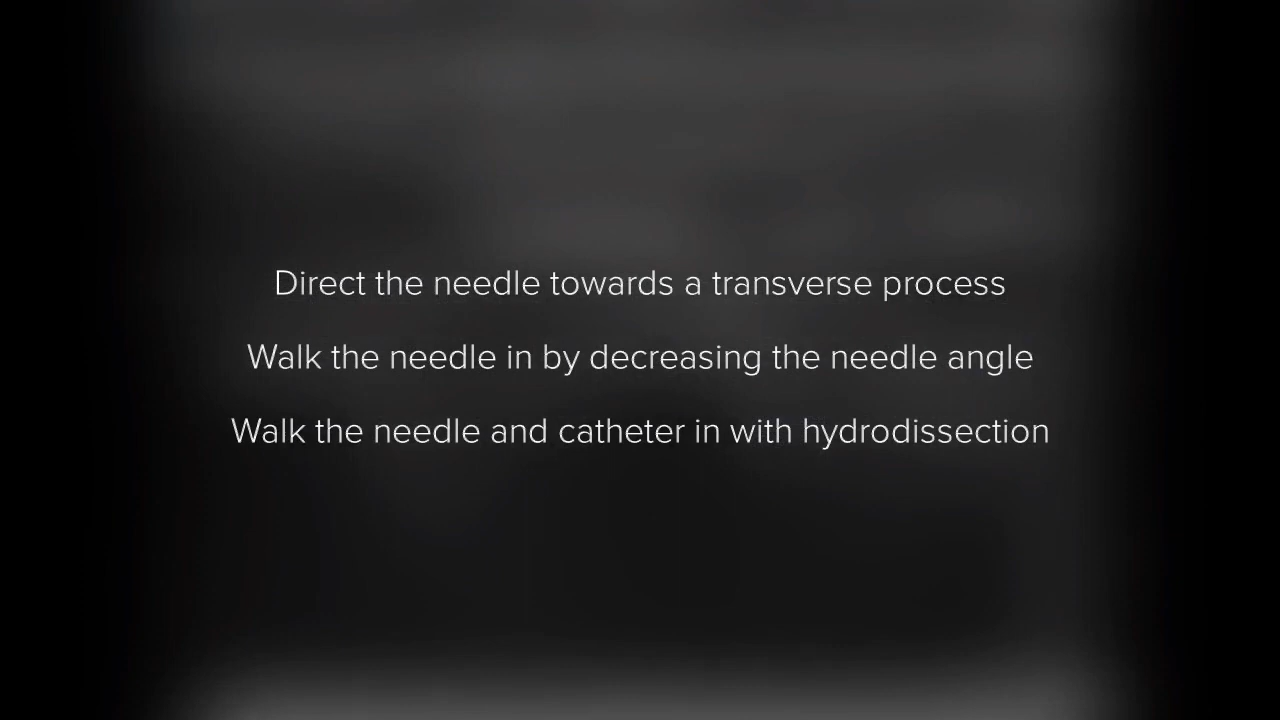 Direct the needle towards a transverse process
Walk the needle in by decreasing the needle angle
Walk the needle and catheter in with hydrodissection